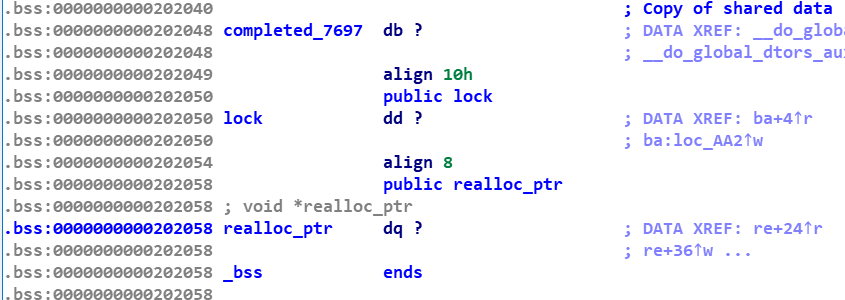 .bss:0000000000202040 ; Copy of shared data
.bss:0000000000202048 completed_7697 db ? ; DATA XREF: __do_globa
.bss:0000000000202048 ; __do_global_dtors_aux
.bss:0000000000202049 align 10h
.bss:0000000000202050 public lock
.bss:0000000000202050 lock dd ? ; DATA XREF: ba+4↑r
.bss:0000000000202050 ; ba:loc_AA2↑w
.bss:0000000000202054 align 8
.bss:0000000000202058 public realloc_ptr
.bss:0000000000202058 ; void *realloc_ptr
.bss:0000000000202058 realloc_ptr dq ? ; DATA XREF: re+24↑r
.bss:0000000000202058 ; re+36↑w ...
.bss:0000000000202058 _bss ends
.bss:0000000000202058